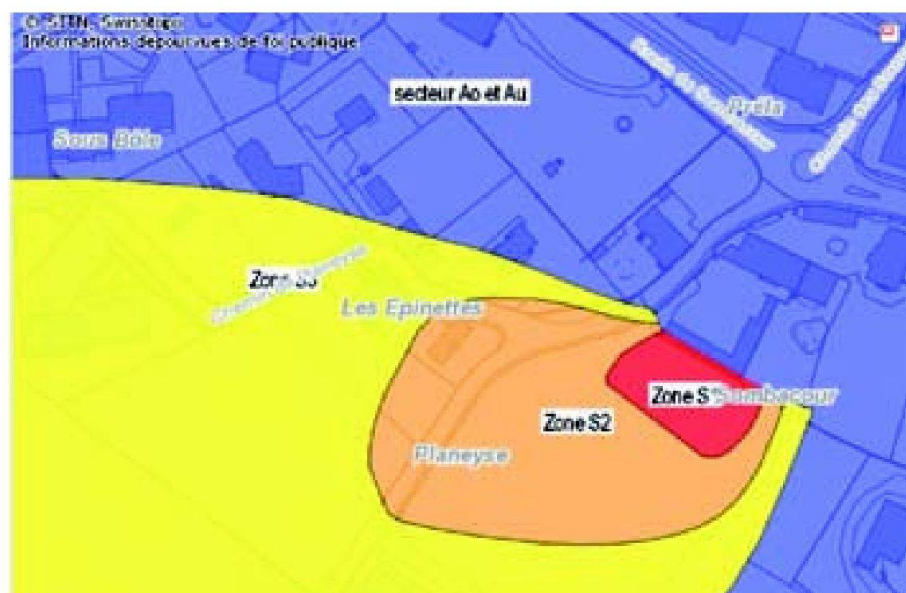 © SITN, Swisstopo
Informations dépourvues de foi publique
secteur Ao et Au
Préla
Sous Bôle
Zone S3
Les Epinettes
Zone S
Sombacour
Zone S2
Planeyse